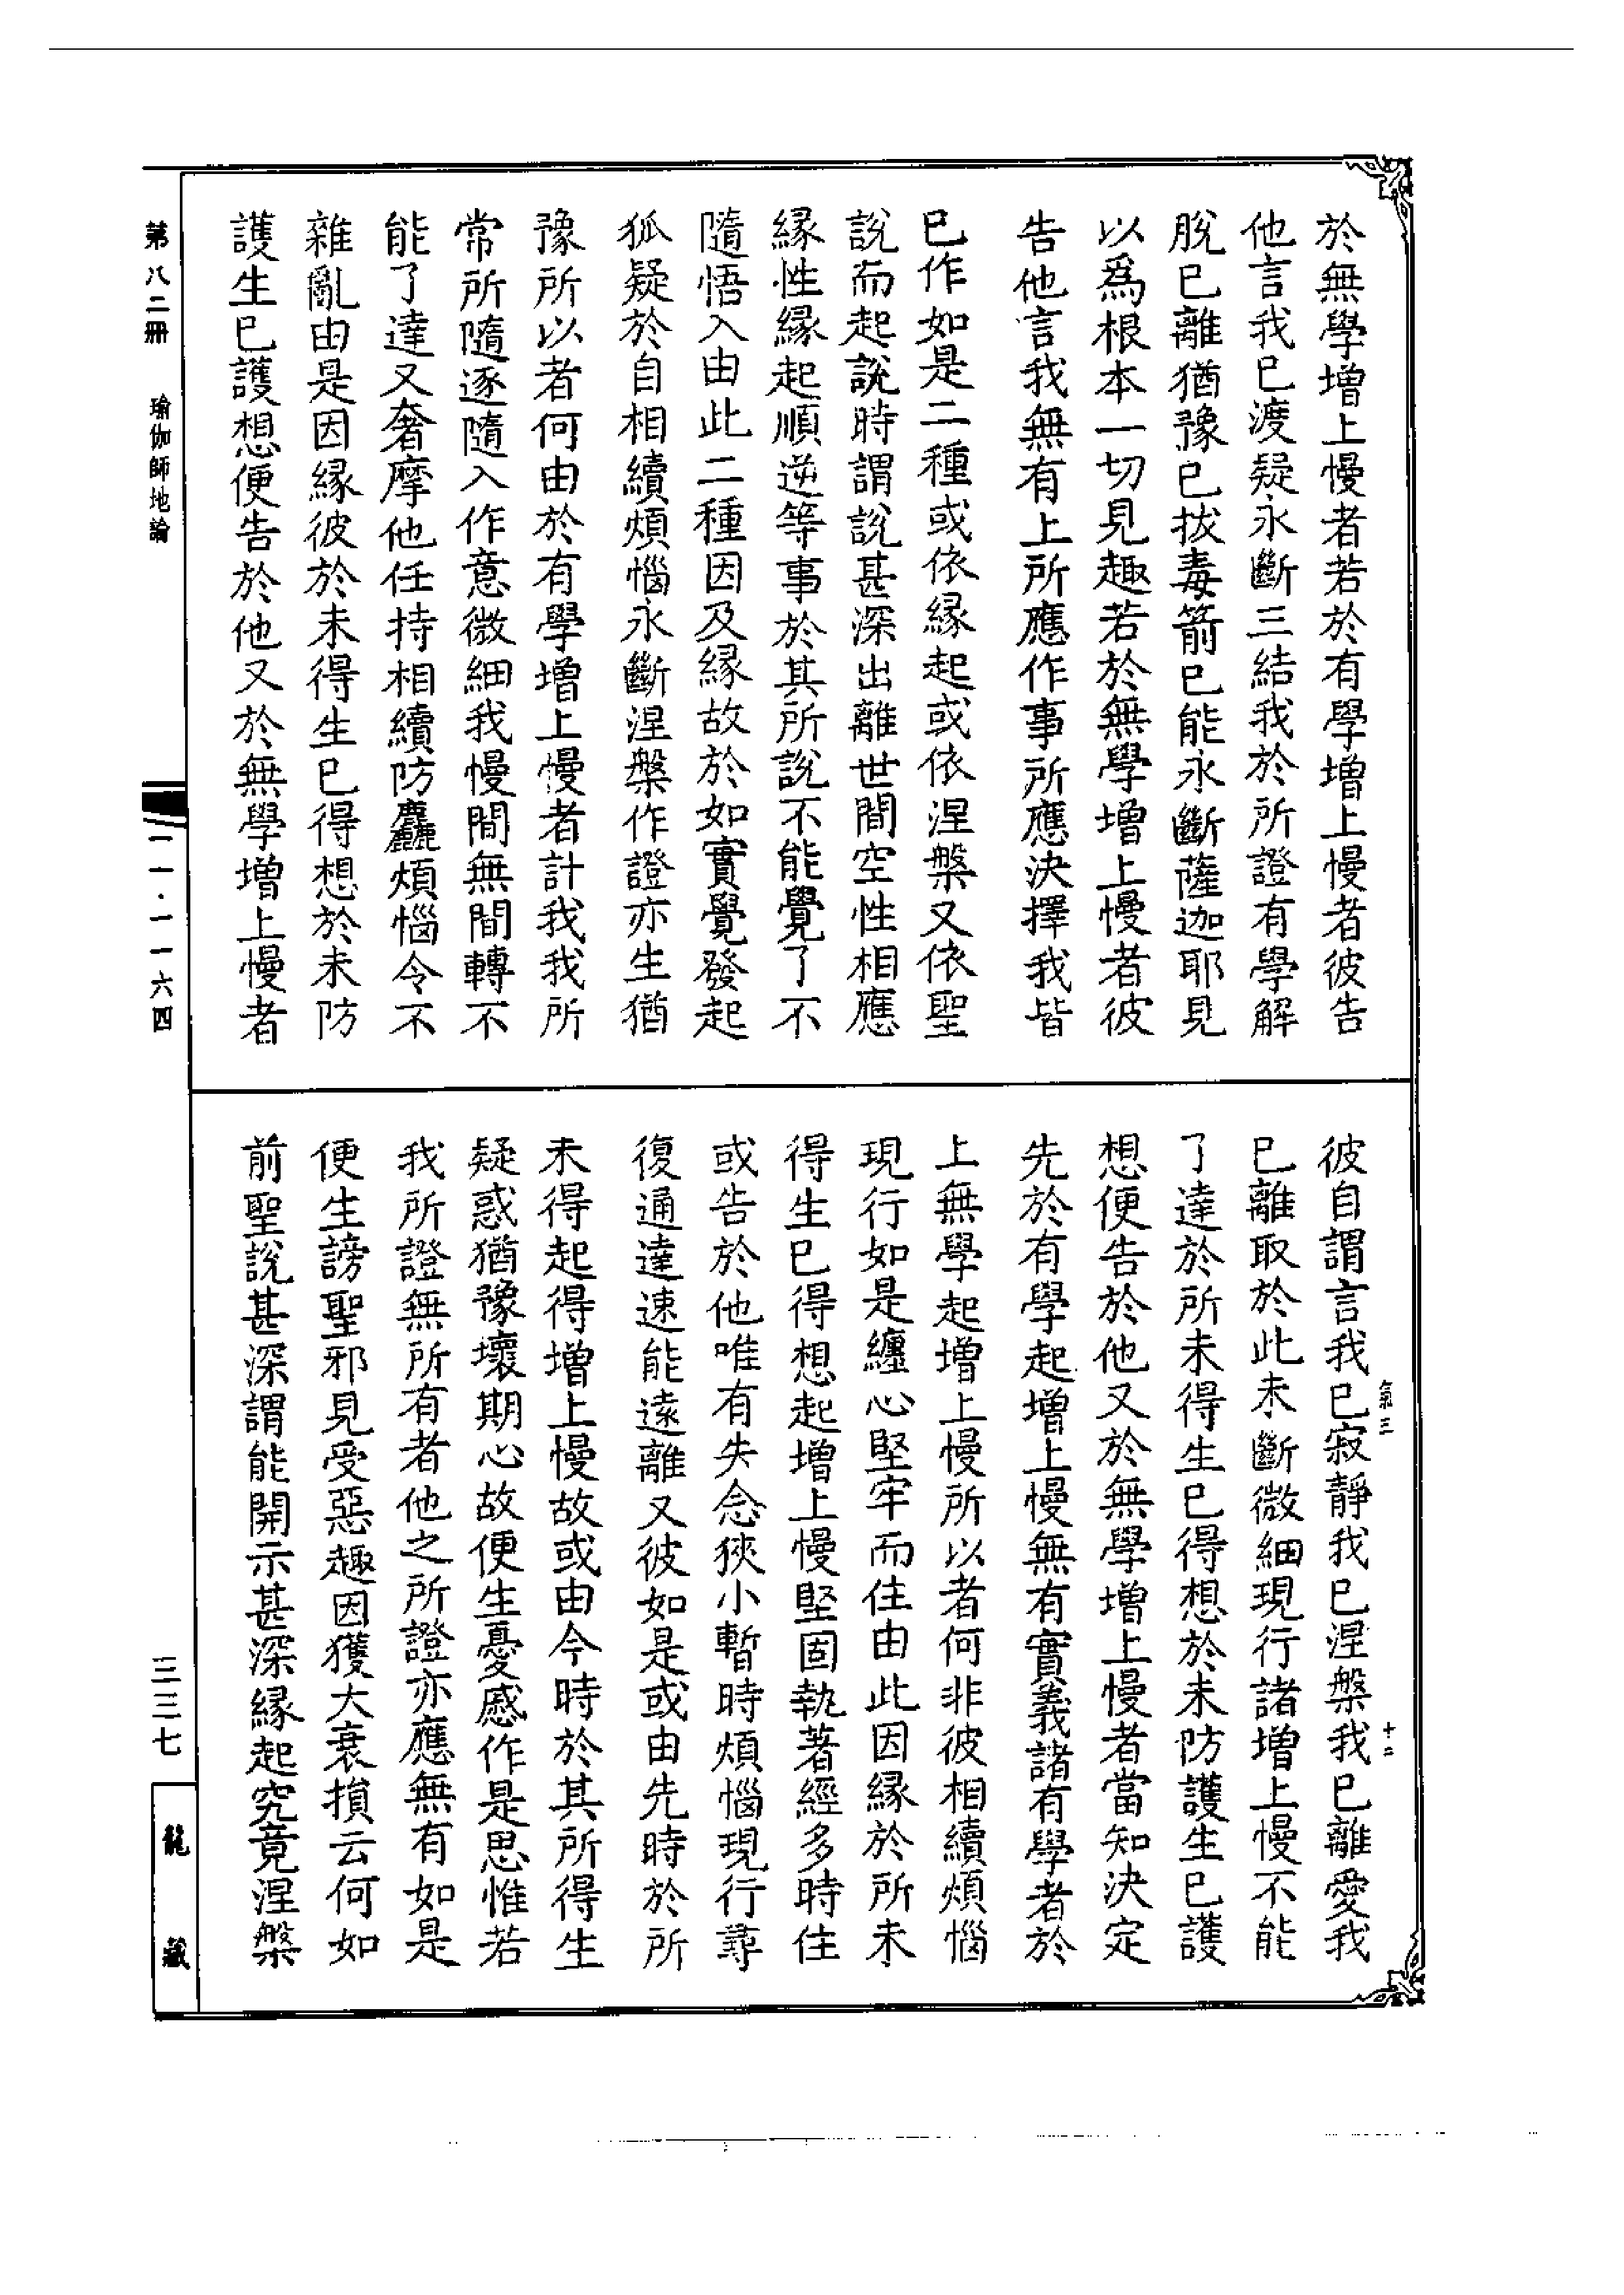 於無學增上慢者若於有學增上慢者彼告
他言我已渡疑永斷三結我於所證有學解
脫已離猶豫已拔毒箭已能永斷薩迦耶見
以爲根本一切見趣若於無學增上慢者彼
告他言我無有上所應作事所應決擇我皆
已作如是二種或依緣起或依涅槃又依聖
說而起說時謂說甚深出離世間空性相應
緣性緣起順逆等事於其所說不能覺了不
隨悟入由此二種因及緣故於如實覺發起
狐疑於自相續煩惱永斷涅槃作證亦生猶
豫所以者何由於有學增上慢者計我我所
常所隨逐隨入作意微細我慢間無間轉不
能了達又奢摩他任持相續防麤煩惱令不
雜亂由是因緣彼於未得生已得想於未防
護生已護想便告於他又於無學增上慢者
彼自謂言我已寂靜我已涅槃我已離愛我
已離取於此未斷微細現行諸增上慢不能
了達於所未得生已得想於未防護生已護
想便告於他又於無學增上慢者當知決定
先於有學起增上慢無有實義諸有學者於
上無學起增上慢所以者何非彼相續煩惱
現行如是纏心堅牢而住由此因緣於所未
得生已得想起增上慢堅固執著經多時住
或告於他唯有失念狹小暫時煩惱現行尋
復通達速能遠離又彼如是或由先時於所
未得起得增上慢故或由今時於其所得生
疑惑猶豫壞期心故便生憂慼作是思惟若
我所證無所有者他之所證亦應無有如是
便生謗聖邪見受惡趣因獲大衰損云何如
前聖說甚深謂能開示甚深緣起究竟涅槃
氣三
十二
第八二冊
瑜伽師地論
一一·一一六四
三三七
龍藏